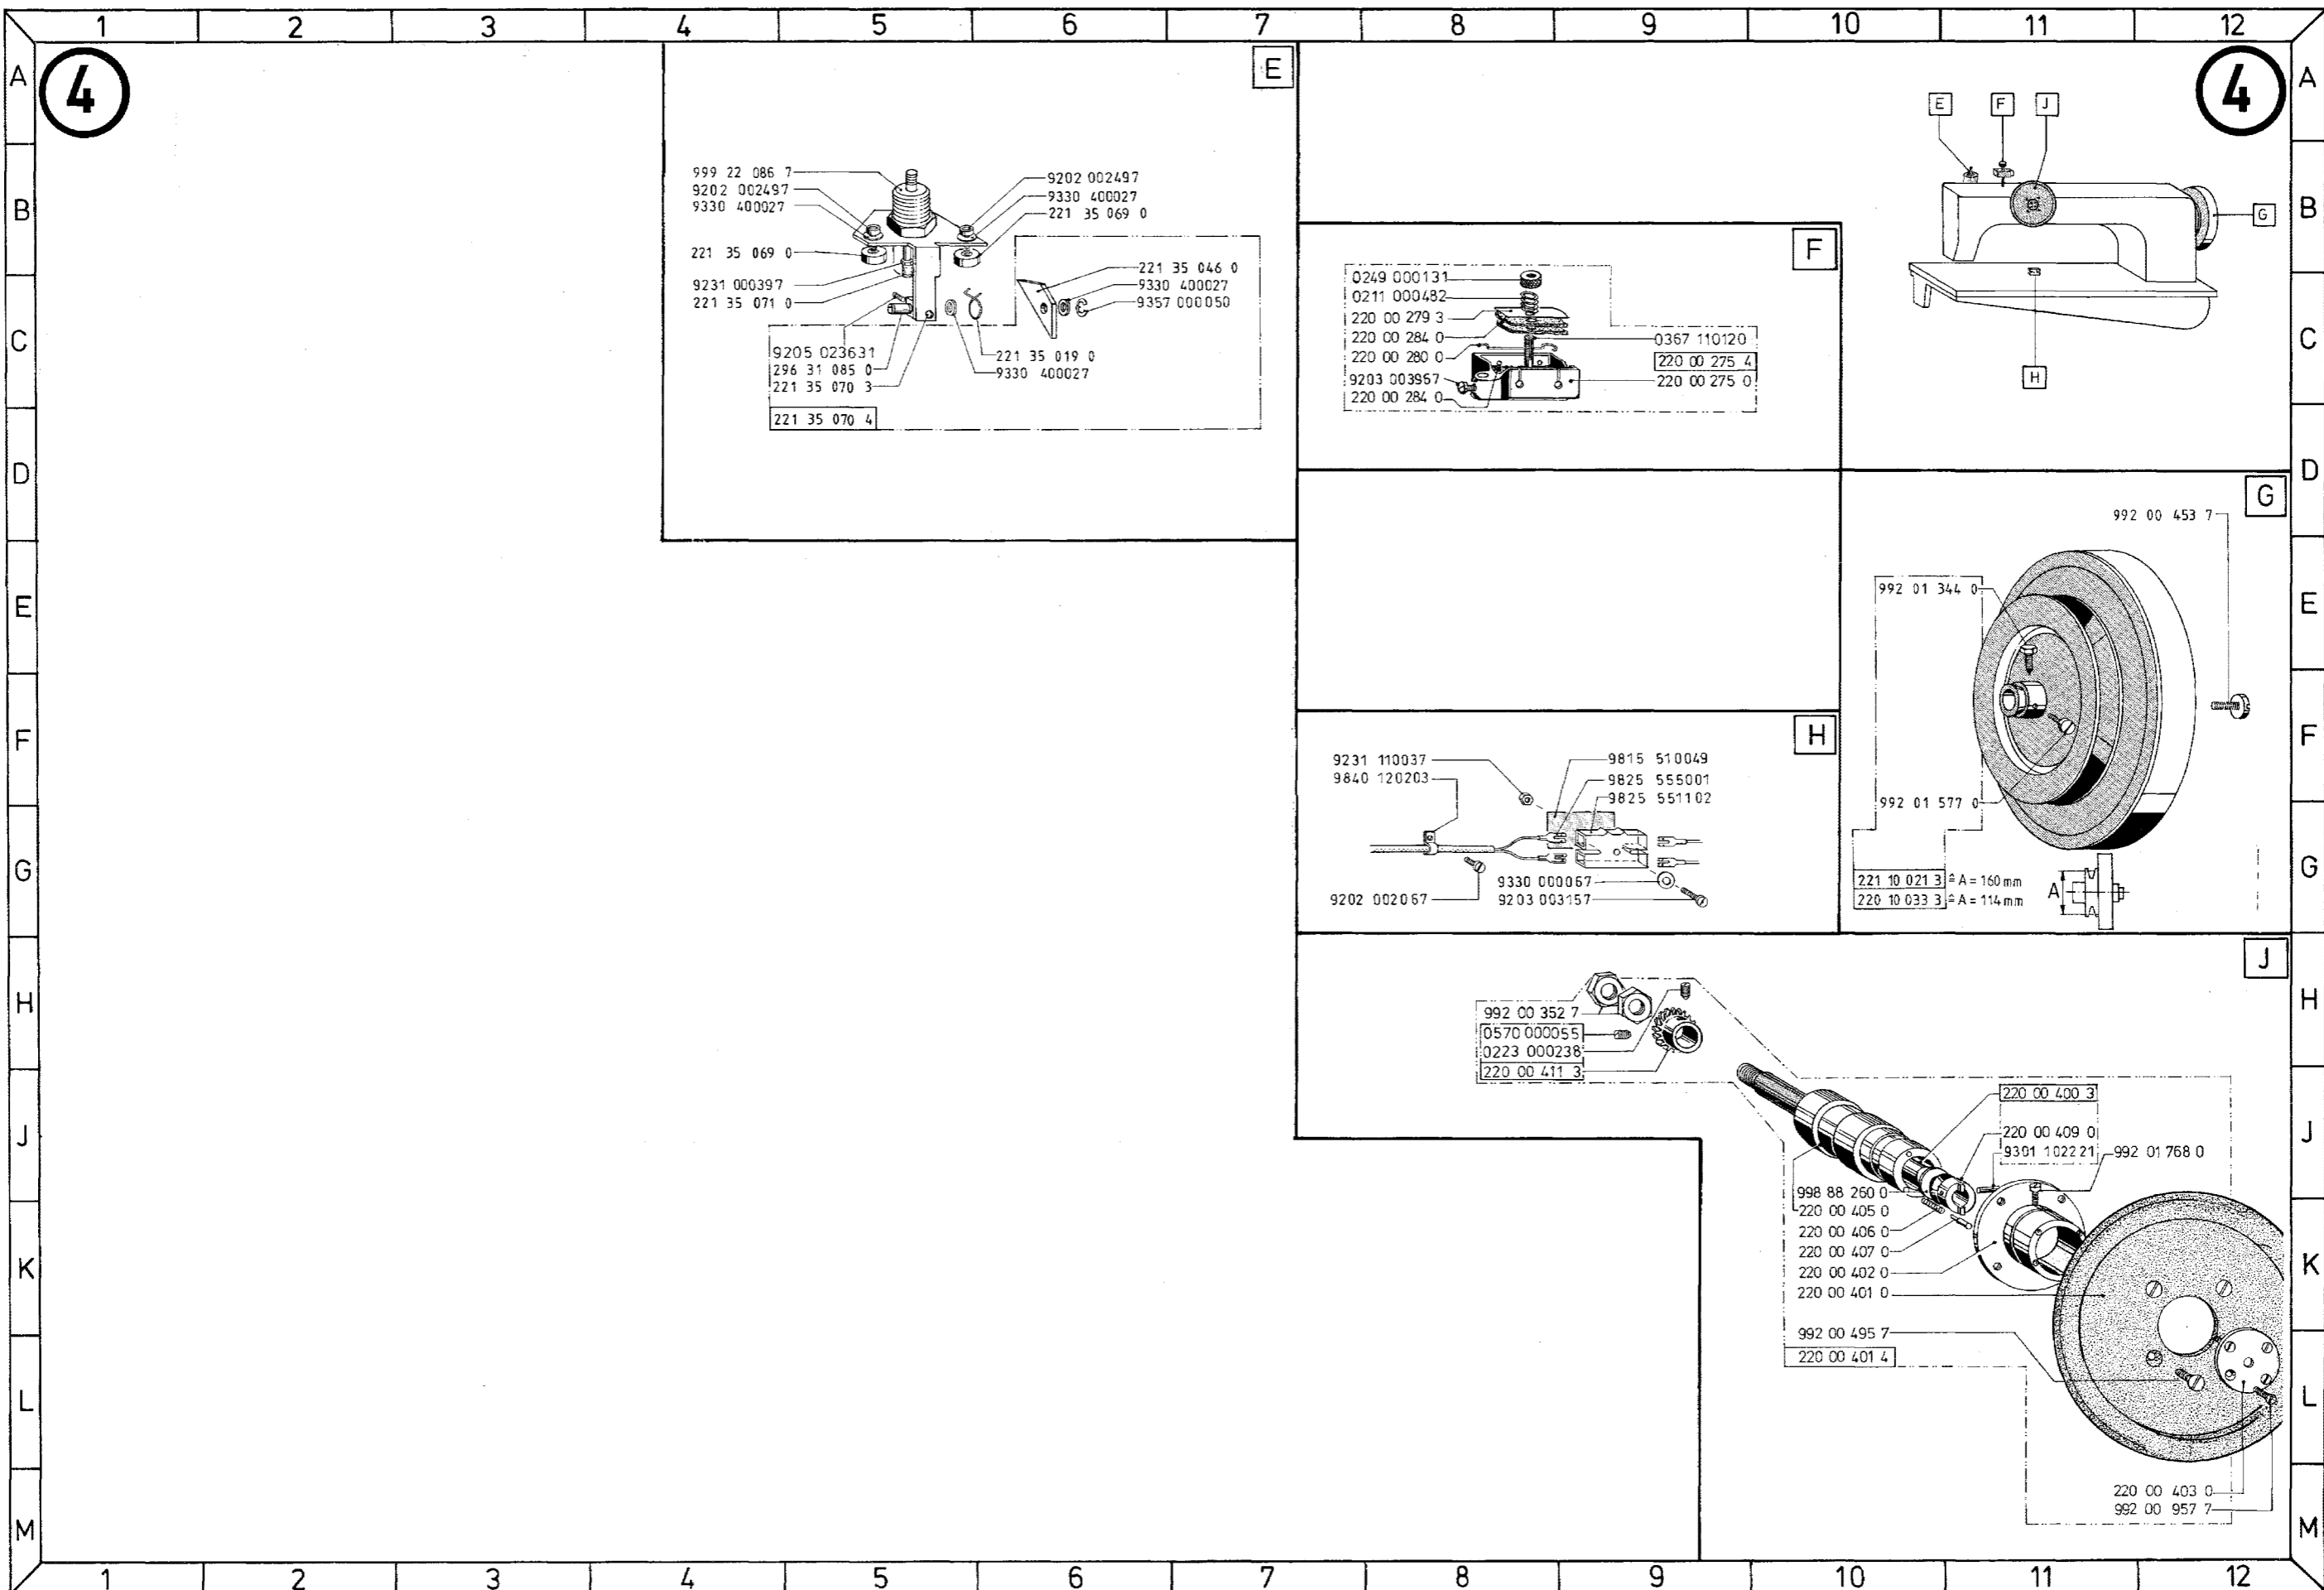 1 2 3 4 5 6 7 8 9 10 11 12
A
B
C
D
E
F
G
H
J
K
L
M
4
E
999 22 086 7
9202 002497
9330 400027
221 35 069 0
9231 000397
221 35 071 0
9205 023631
296 31 085 0
221 35 070 3
221 35 070 4
9202 002497
9330 400027
221 35 069 0
221 35 046 0
9330 400027
9357 000050
221 35 019 0
9330 400027
F
0249 000131
0211 000482
220 00 279 3
220 00 284 0
220 00 280 0
9203 003957
220 00 284 0
0367 110120
220 00 275 4
220 00 275 0
4
E F J
G
H
G
992 00 453 7
992 01 344 0
992 01 577 0
221 10 021 3 ≙ A = 160 mm
220 10 033 3 ≙ A = 114 mm
A
H
9231 110037
9840 120203
9815 510049
9825 555001
9825 551102
9202 002067
9330 000067
9203 003157
J
992 00 352 7
0570 000055
0223 000238
220 00 411 3
220 00 400 3
220 00 409 0
9301 102221
992 01 768 0
998 88 260 0
220 00 405 0
220 00 406 0
220 00 407 0
220 00 402 0
220 00 401 0
992 00 495 7
220 00 401 4
220 00 403 0
992 00 957 7
A
B
C
D
E
F
G
H
J
K
L
M
1 2 3 4 5 6 7 8 9 10 11 12